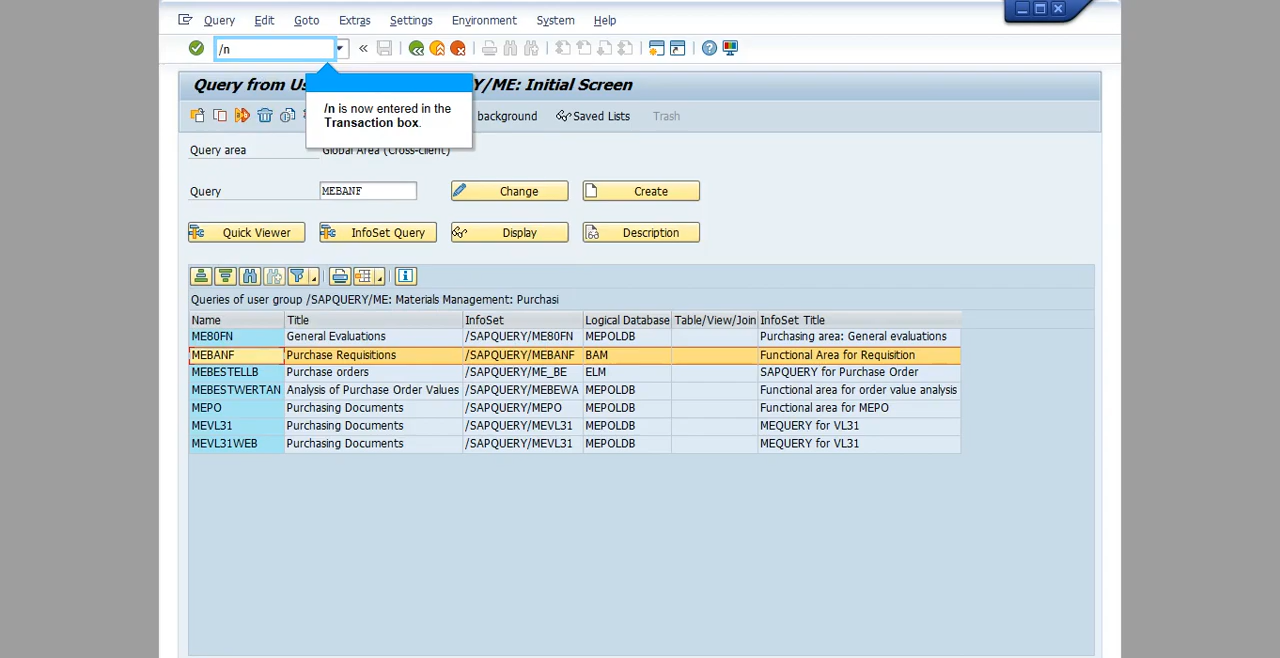 Query Edit Goto Extras Settings Environment System Help
/n
Query from Us Y/ME: Initial Screen
/n is now entered in the
Transaction box.
background Saved Lists Trash
Query area Global Area (Cross-client)
Query MEBANF Change Create
Quick Viewer InfoSet Query Display Description
Queries of user group /SAPQUERY/ME: Materials Management: Purchasi
Name Title InfoSet Logical Database Table/View/Join InfoSet Title
ME80FN General Evaluations /SAPQUERY/ME80FN MEPOLDB Purchasing area: General evaluations
MEBANF Purchase Requisitions /SAPQUERY/MEBANF BAM Functional Area for Requisition
MEBESTELLB Purchase orders /SAPQUERY/ME_BE ELM SAPQUERY for Purchase Order
MEBESTWERTAN Analysis of Purchase Order Values /SAPQUERY/MEBEWA MEPOLDB Functional area for order value analysis
MEPO Purchasing Documents /SAPQUERY/MEPO MEPOLDB Functional area for MEPO
MEVL31 Purchasing Documents /SAPQUERY/MEVL31 MEPOLDB MEQUERY for VL31
MEVL31WEB Purchasing Documents /SAPQUERY/MEVL31 MEPOLDB MEQUERY for VL31